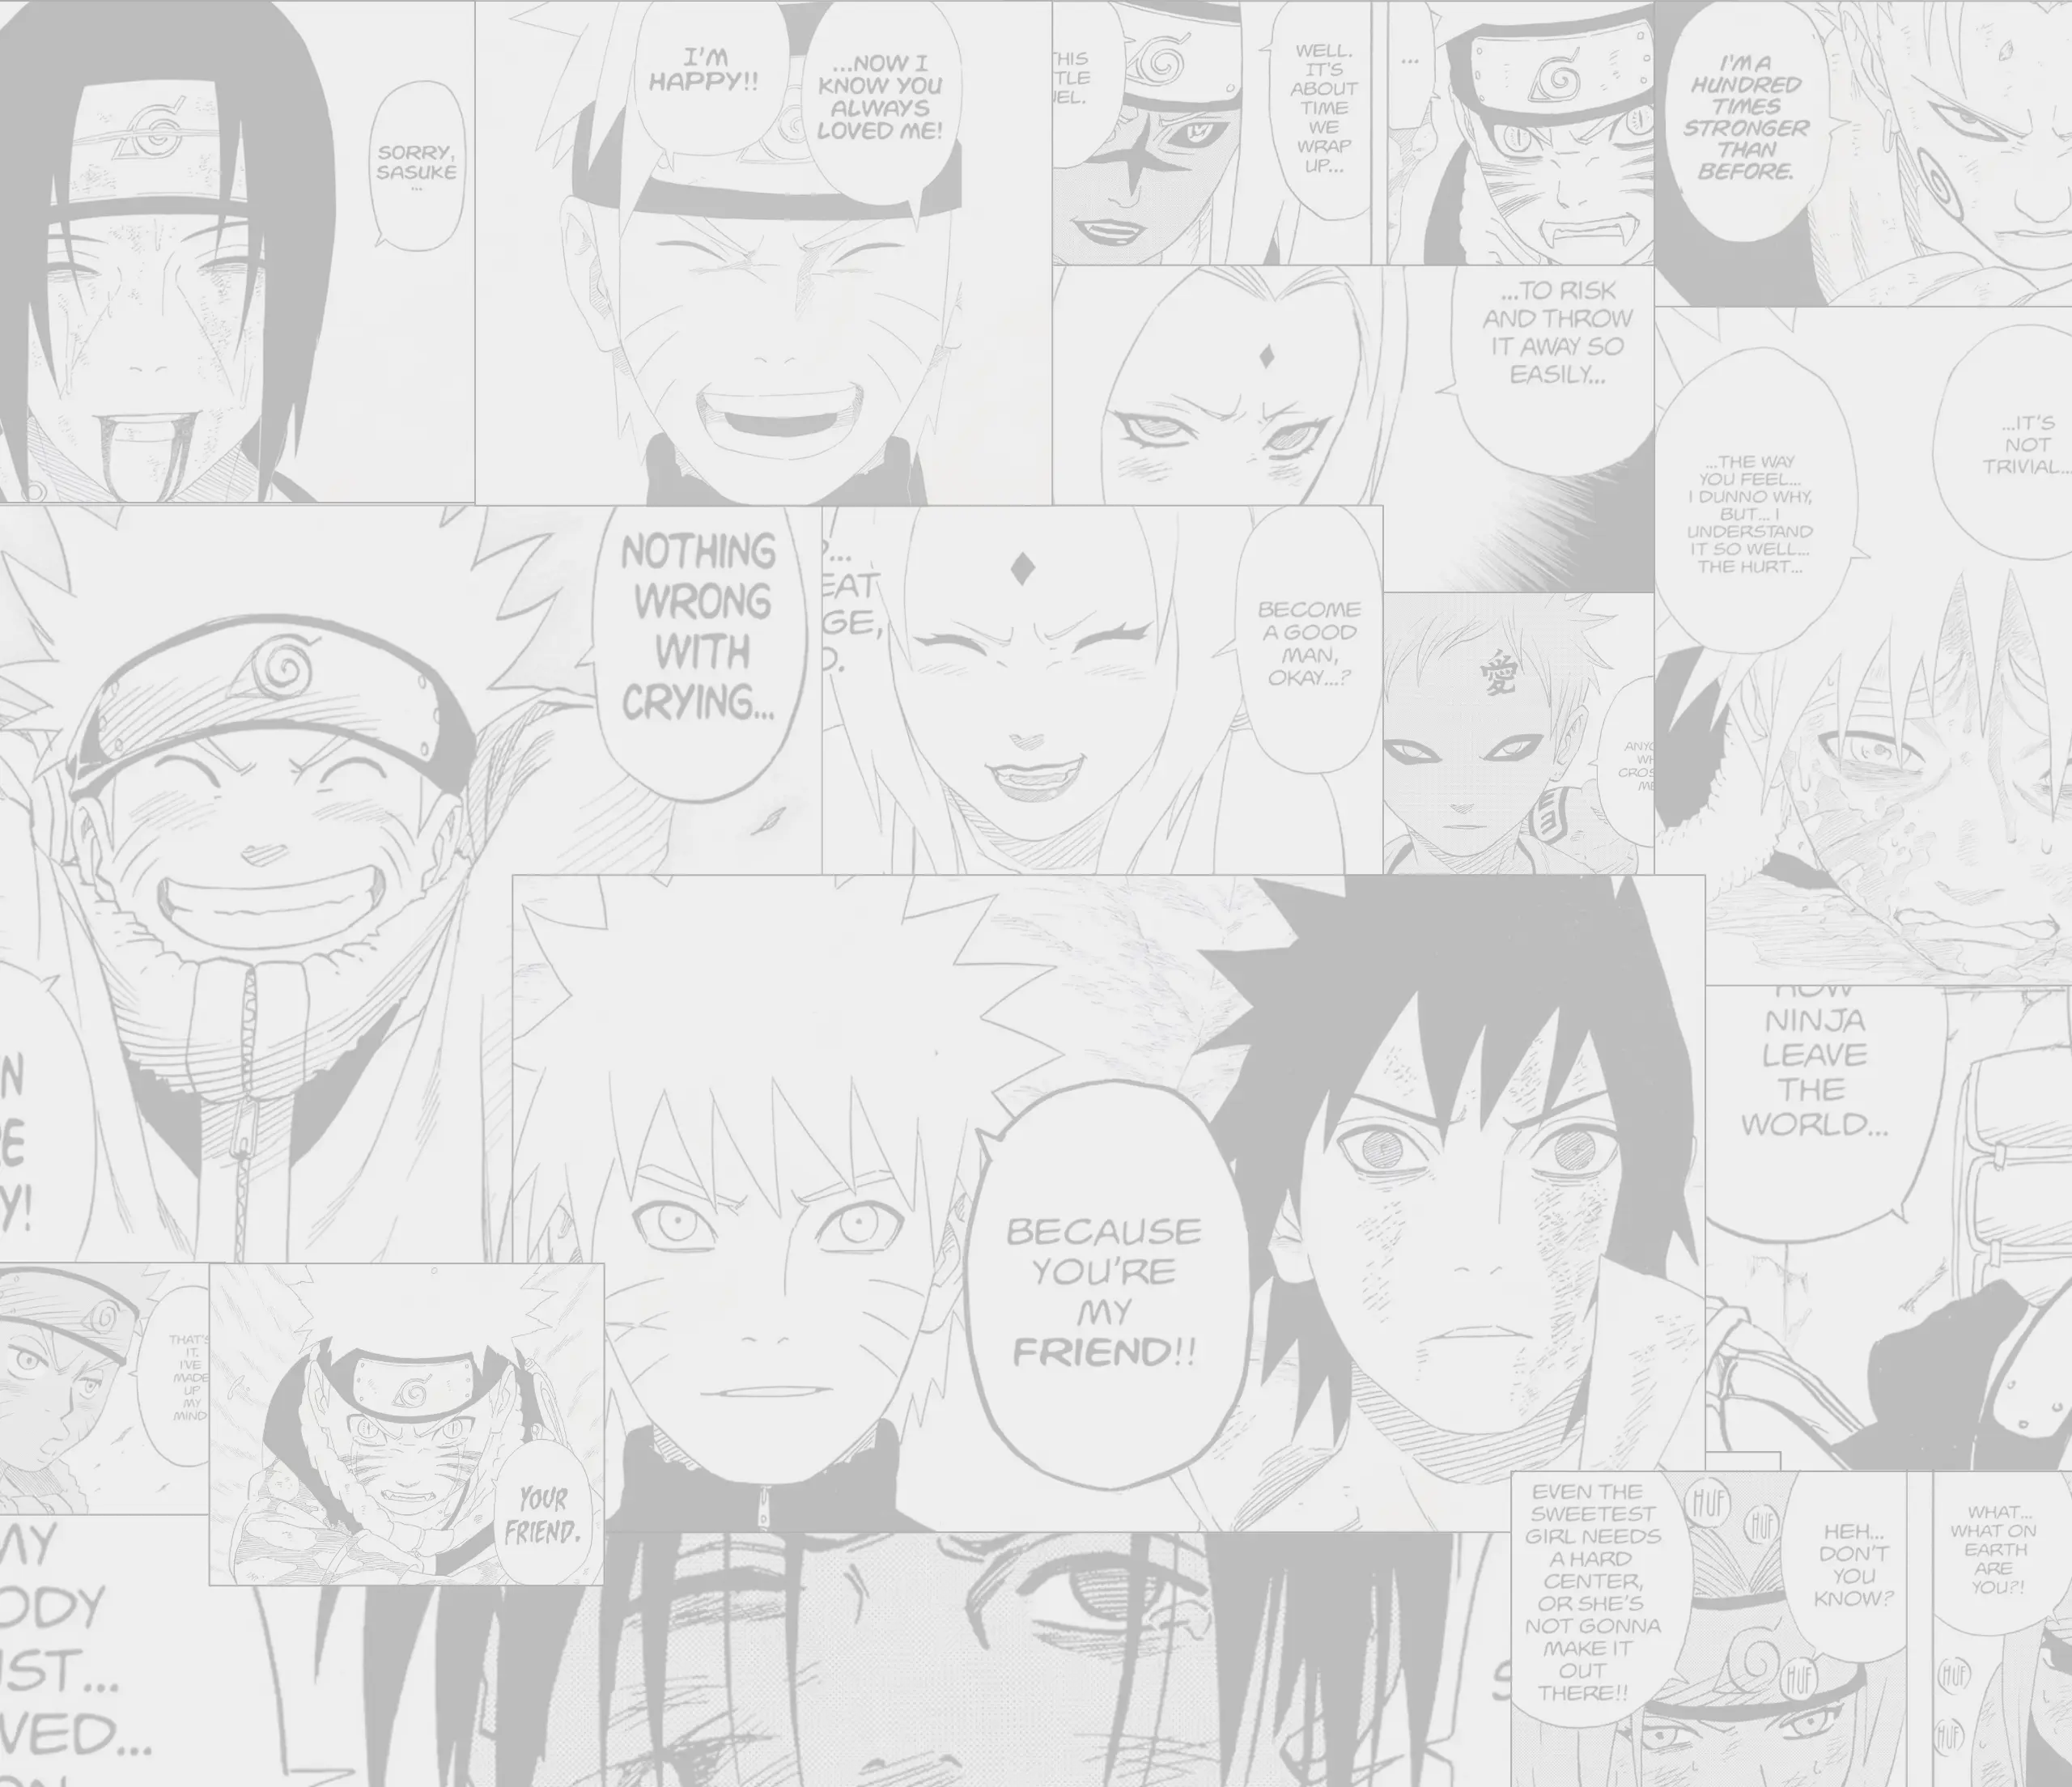 SORRY,
SASUKE
...
I'M
HAPPY!!
...NOW I
KNOW YOU
ALWAYS
LOVED ME!
WELL.
IT'S
ABOUT
TIME
WE
WRAP
UP...
...
I'M A
HUNDRED
TIMES
STRONGER
THAN
BEFORE.
...TO RISK
AND THROW
IT AWAY SO
EASILY...
...IT'S
NOT
TRIVIAL...
...THE WAY
YOU FEEL...
I DUNNO WHY,
BUT... I
UNDERSTAND
IT SO WELL...
THE HURT...
NOTHING
WRONG
WITH
CRYING...
BECOME
A GOOD
MAN,
OKAY...?
愛
NINJA
LEAVE
THE
WORLD...
BECAUSE
YOU'RE
MY
FRIEND!!
THAT'S
IT.
I'VE
MADE
UP
MY
MIND
YOUR
FRIEND.
MY
EVEN THE
SWEETEST
GIRL NEEDS
A HARD
CENTER,
OR SHE'S
NOT GONNA
MAKE IT
OUT
THERE!!
HUF
HUF
HUF
HEH...
DON'T
YOU
KNOW?
WHAT...
WHAT ON
EARTH
ARE
YOU?!
HUF
HUF